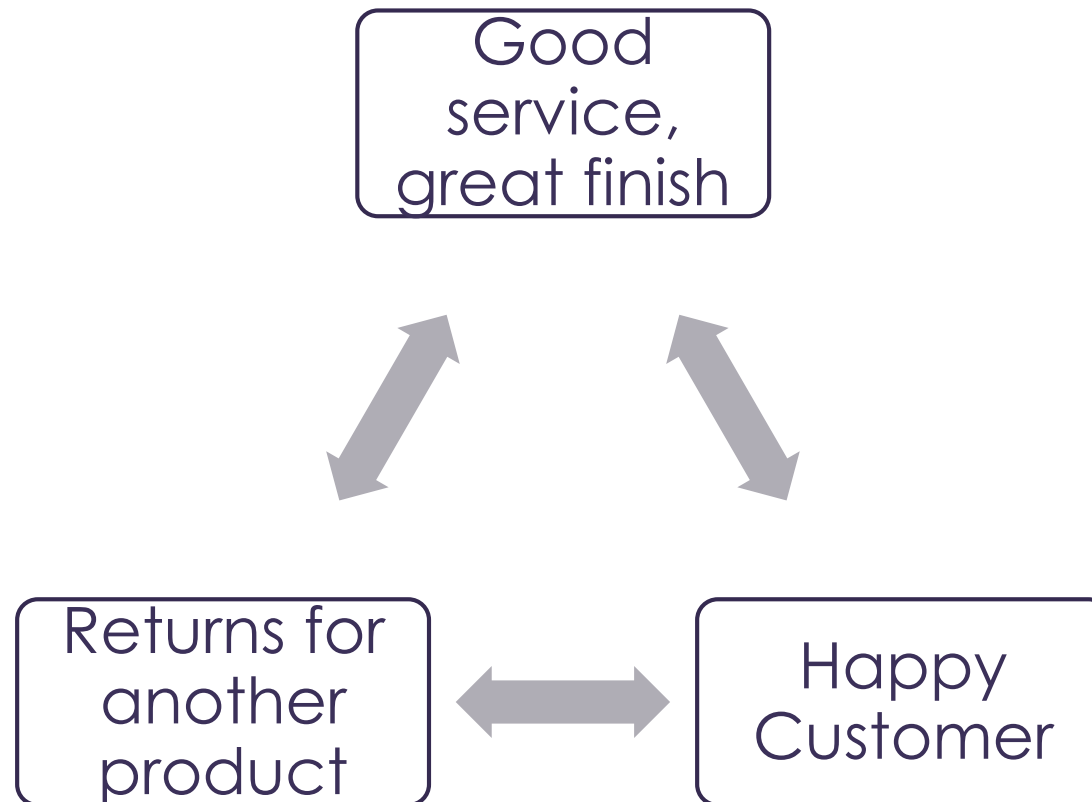 Good
service,
great finish
Returns for
another
product
Happy
Customer